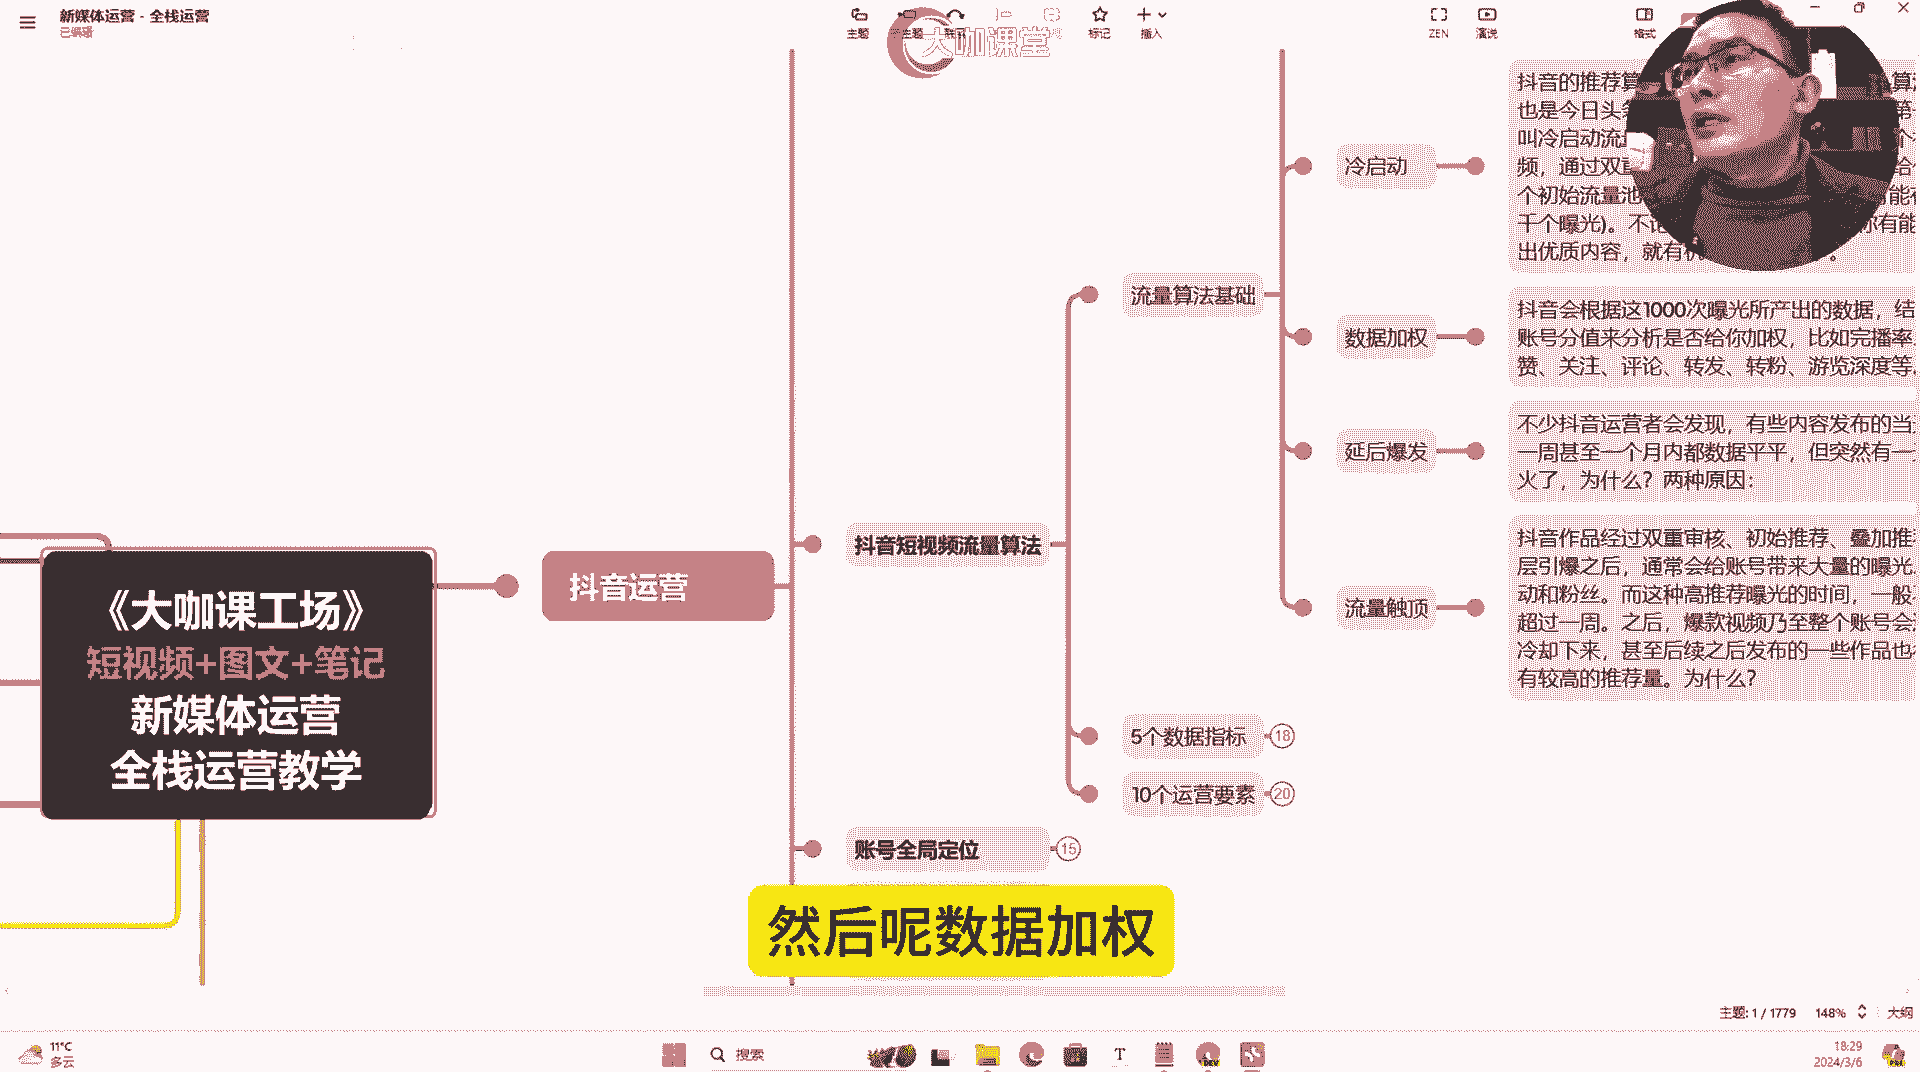 新媒体运营 - 全栈运营
已编辑
主题
子主题
联系
标记
插入
ZEN
演说
格式
大咖课堂
抖音的推荐算
也是今日头条
叫冷启动流量
频，通过双重
个初始流量池
千个曝光)。不论
出优质内容，就有机
冷启动
流量算法基础
抖音会根据这1000次曝光所产出的数据，结
账号分值来分析是否给你加权，比如完播率
赞、关注、评论、转发、转粉、游览深度等
数据加权
不少抖音运营者会发现，有些内容发布的当
一周甚至一个月内都数据平平，但突然有一
火了，为什么？两种原因：
延后爆发
抖音作品经过双重审核、初始推荐、叠加推
层引爆之后，通常会给账号带来大量的曝光
动和粉丝。而这种高推荐曝光的时间，一般
超过一周。之后，爆款视频乃至整个账号会
冷却下来，甚至后续之后发布的一些作品也
有较高的推荐量。为什么？
流量触顶
抖音短视频流量算法
抖音运营
《大咖课工场》
短视频+图文+笔记
新媒体运营
全栈运营教学
5个数据指标
18
10个运营要素
20
账号全局定位
15
然后呢数据加权
主题: 1 / 1779
148%
大纲
11°C
多云
搜索
18:29
2024/3/6